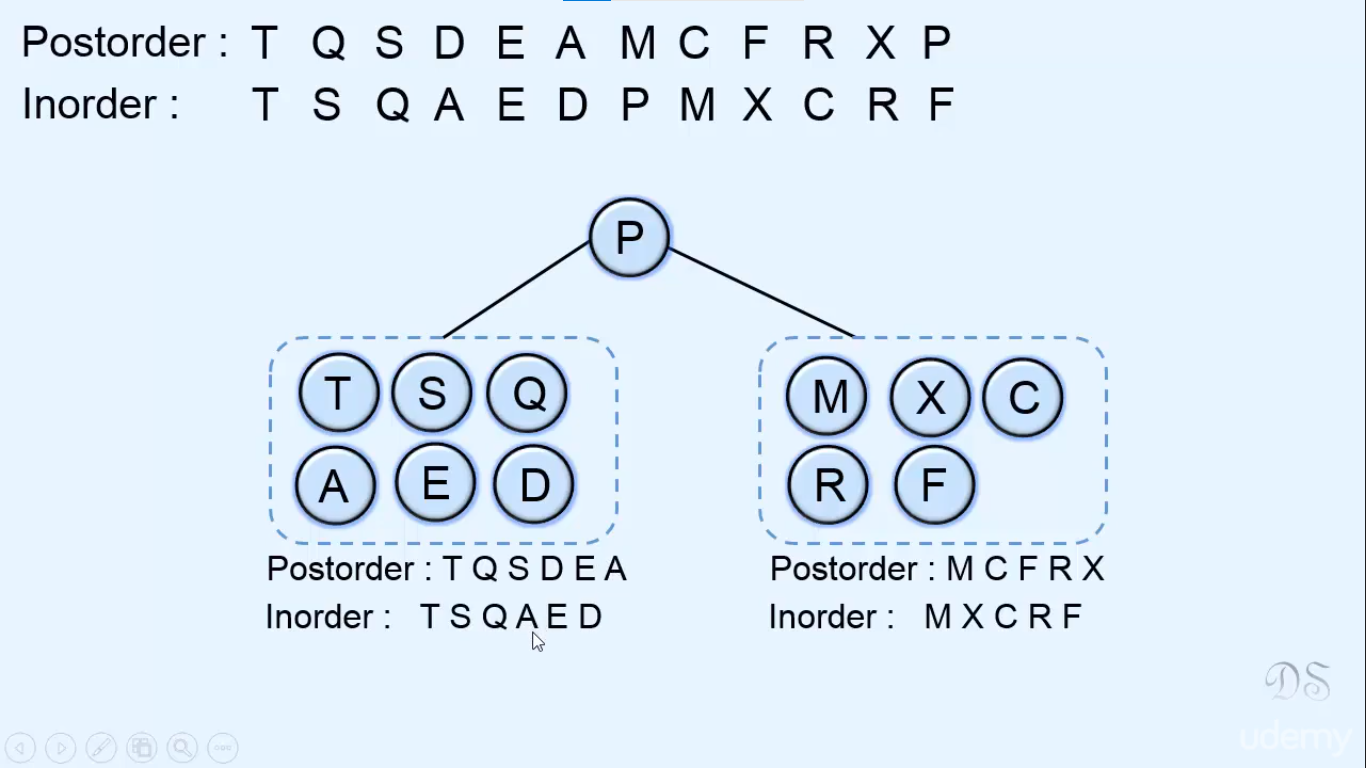 Postorder : T Q S D E A M C F R X P
Inorder : T S Q A E D P M X C R F
P
T S Q
A E D
M X C
R F
Postorder : T Q S D E A
Inorder : T S Q A E D
Postorder : M C F R X
Inorder : M X C R F
DS
udemy